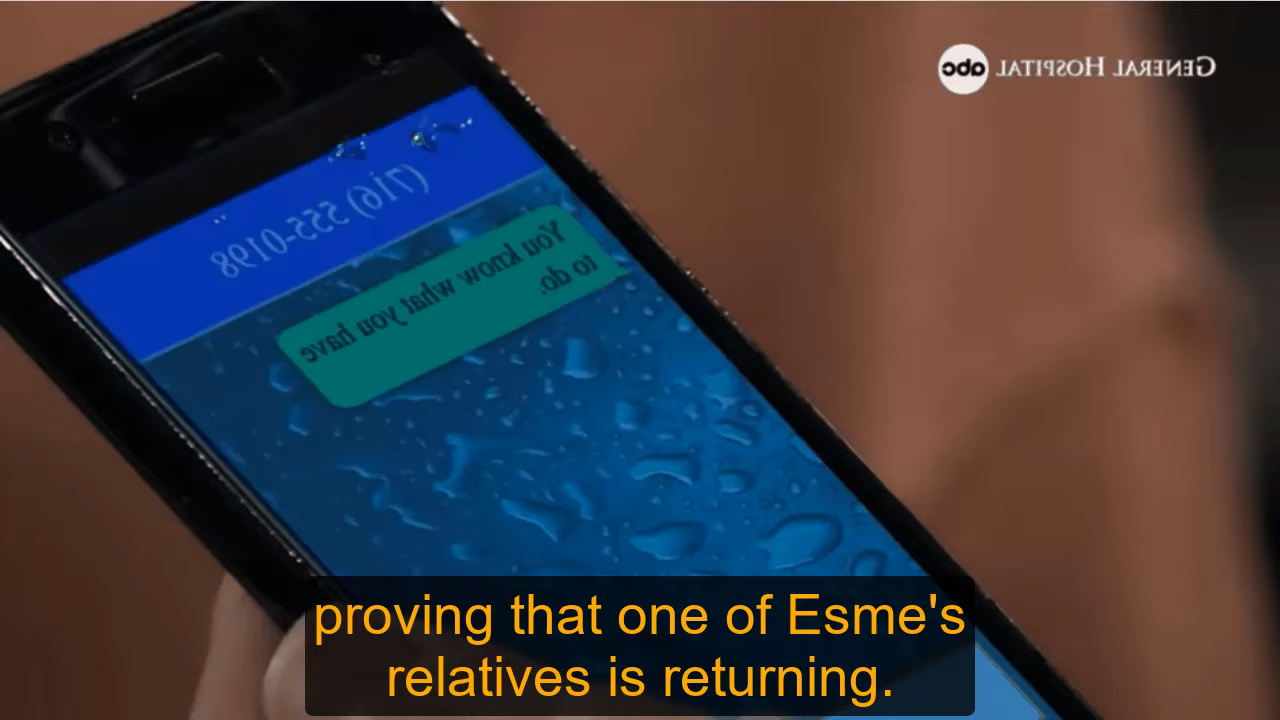 GENERAL HOSPITAL abc
(716) 555-0198
You know what you have
to do.
proving that one of Esme's
relatives is returning.